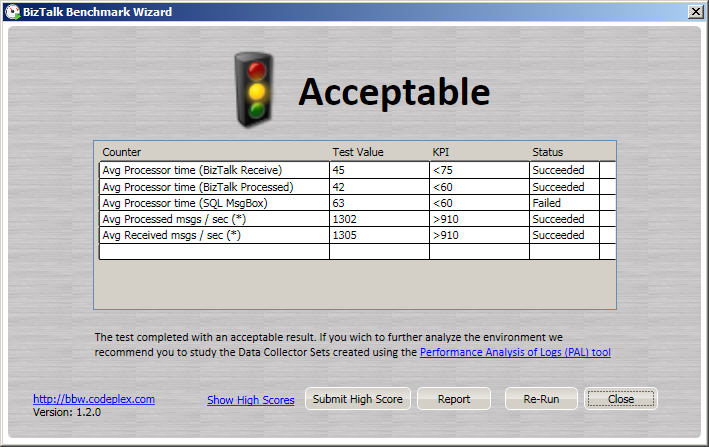 BizTalk Benchmark Wizard
Acceptable
Counter Test Value KPI Status
Avg Processor time (BizTalk Receive) 45 <75 Succeeded
Avg Processor time (BizTalk Processed) 42 <60 Succeeded
Avg Processor time (SQL MsgBox) 63 <60 Failed
Avg Processed msgs / sec (*) 1302 >910 Succeeded
Avg Received msgs / sec (*) 1305 >910 Succeeded
The test completed with an acceptable result. If you wich to further analyze the environment we
recommend you to study the Data Collector Sets created using the Performance Analysis of Logs (PAL) tool
http://bbw.codeplex.com Show High Scores Submit High Score Report Re-Run Close
Version: 1.2.0